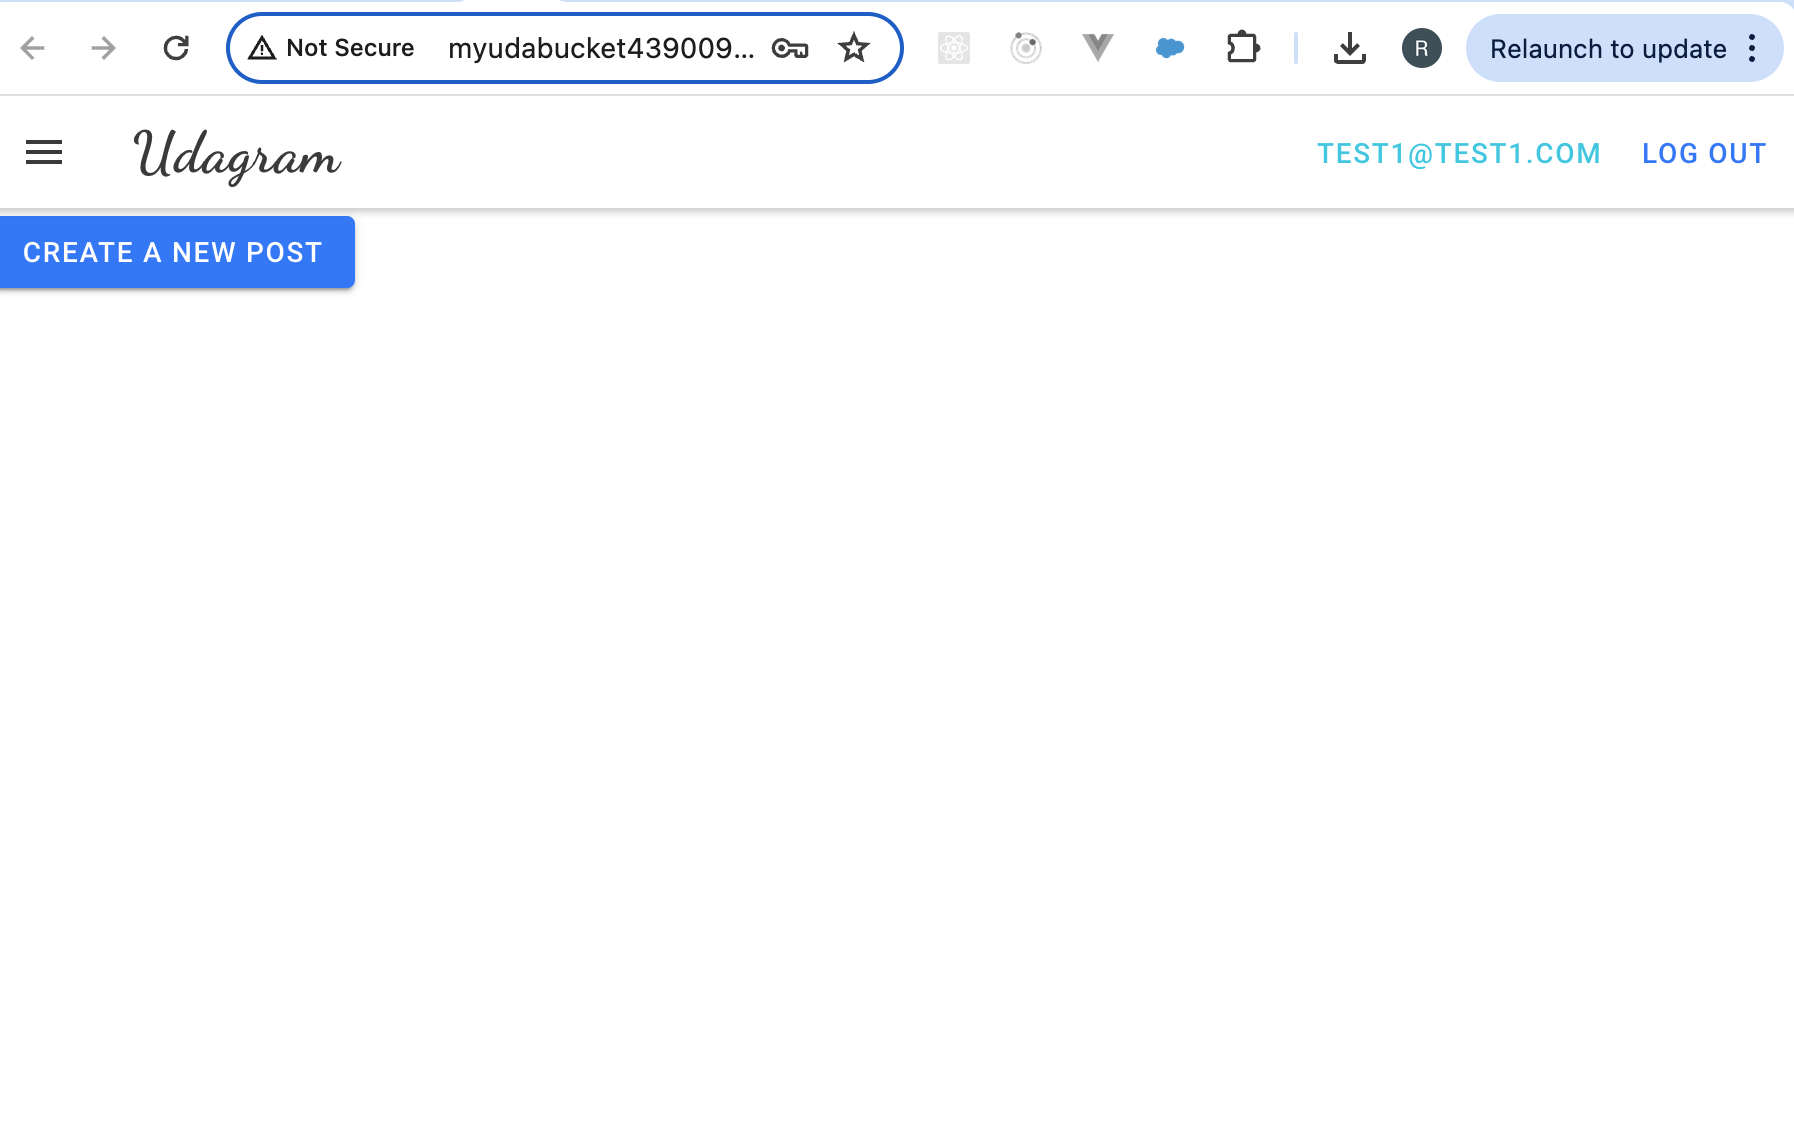 Not Secure myudabucket439009... R Relaunch to update
Udagram TEST1@TEST1.COM LOG OUT
CREATE A NEW POST